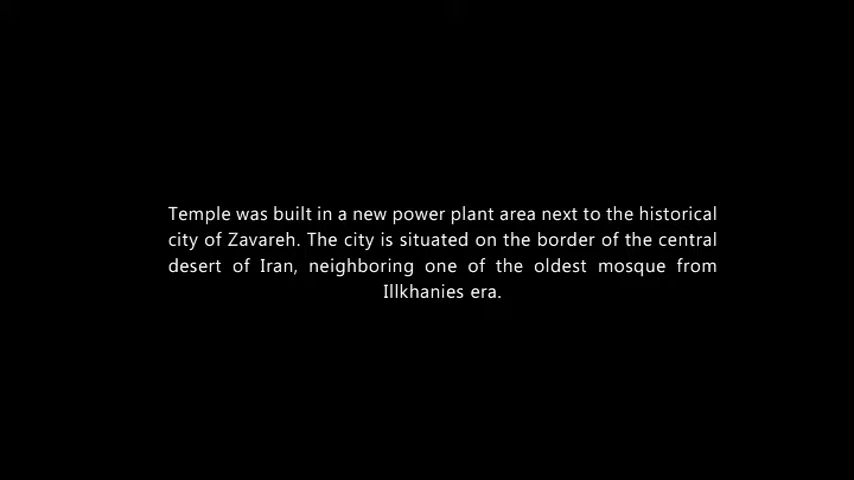 Temple was built in a new power plant area next to the historical
city of Zavareh. The city is situated on the border of the central
desert of Iran, neighboring one of the oldest mosque from
Illkhanies era.